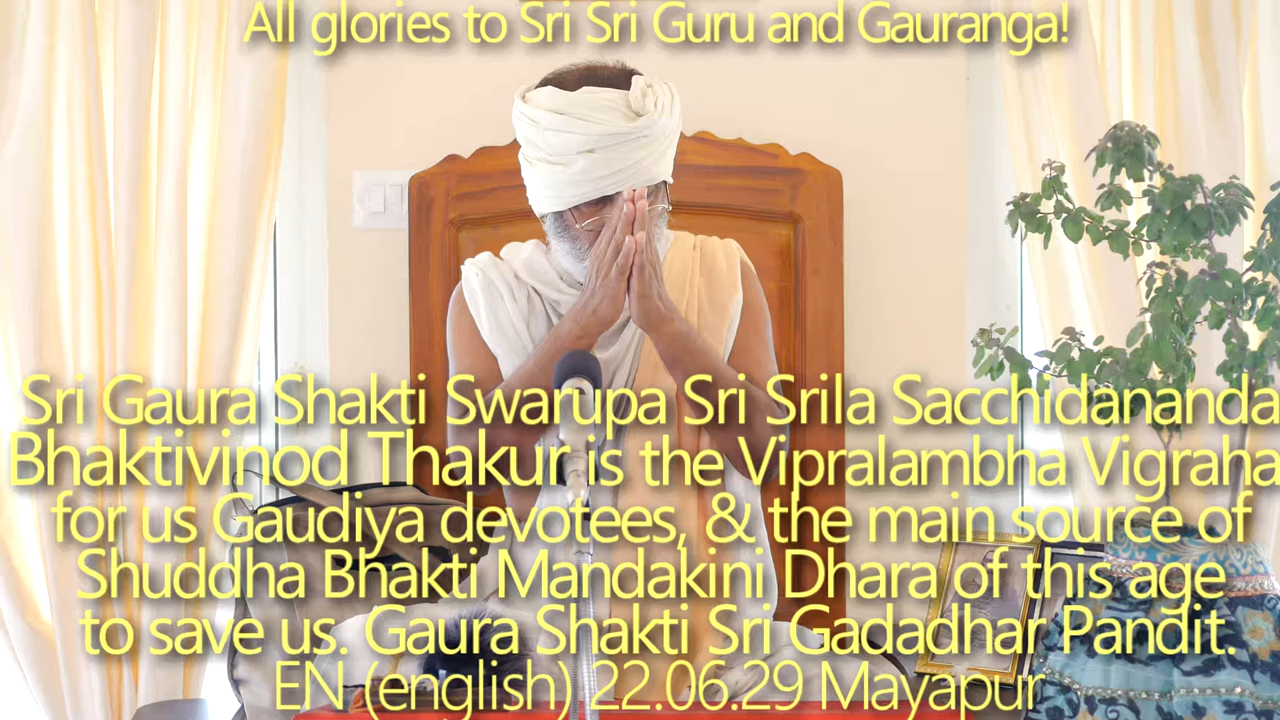 All glories to Sri Sri Guru and Gauranga!
Sri Gaura Shakti Swarupa Sri Srila Sacchidananda
Bhaktivinod Thakur is the Vipralambha Vigraha
for us Gaudiya devotees, & the main source of
Shuddha Bhakti Mandakini Dhara of this age
to save us. Gaura Shakti Sri Gadadhar Pandit.
EN (english) 22.06.29 Mayapur